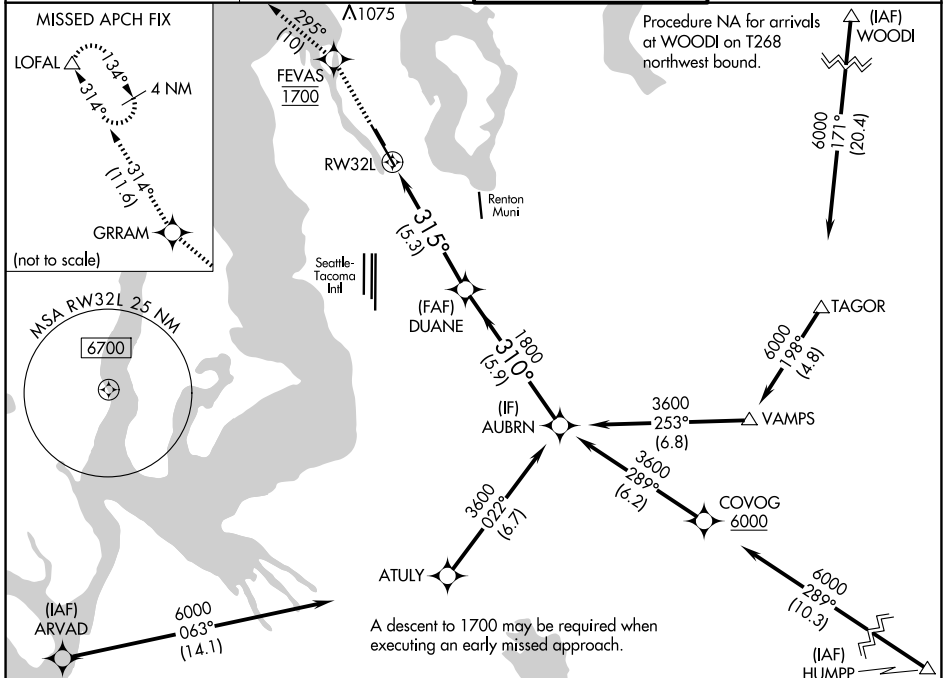 MISSED APCH FIX
LOFAL
134°
4 NM
314°
314°
(11.6)
GRRAM
(not to scale)
295°
(10)
1075
FEVAS
1700
RW32L
Renton
Muni
Procedure NA for arrivals
at WOODI on T268
northwest bound.
(IAF)
WOODI
6000
171°
(20.4)
315°
(5.3)
Seattle-
Tacoma
Intl
(FAF)
DUANE
MSA RW32L 25 NM
6700
1800
310°
(5.9)
TAGOR
6000
198°
(4.8)
(IF)
AUBRN
3600
253°
(6.8)
VAMPS
3600
289°
(6.2)
COVOG
6000
3600
022°
(6.7)
ATULY
6000
289°
(10.3)
(IAF)
HUMPP
(IAF)
ARVAD
6000
063°
(14.1)
A descent to 1700 may be required when
executing an early missed approach.